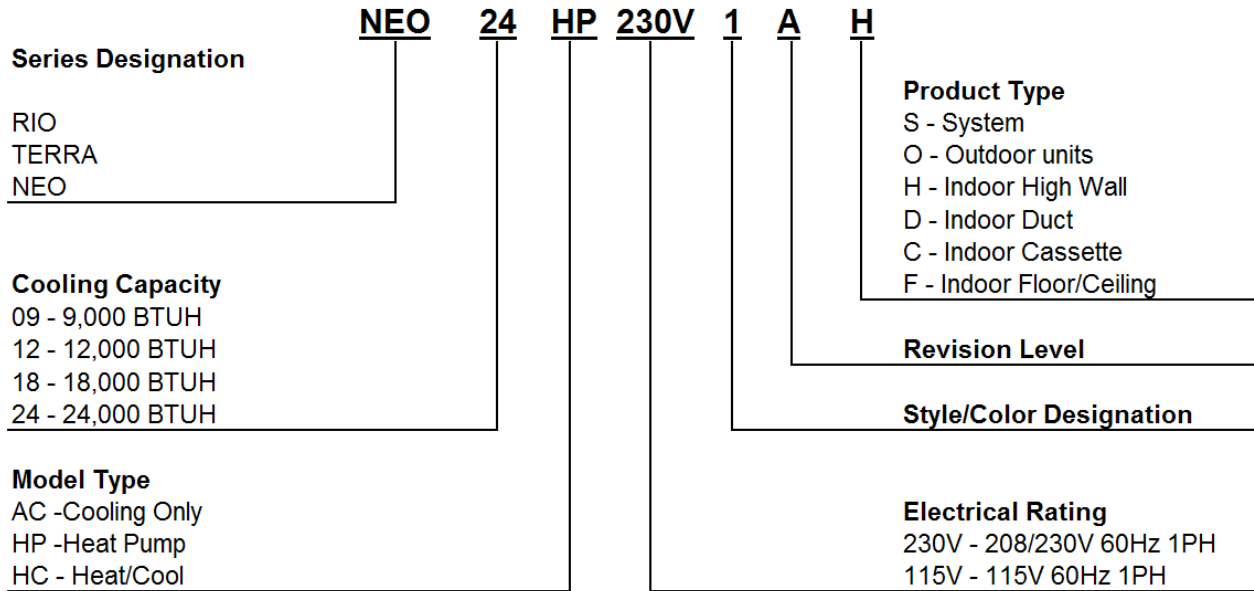 NEO 24 HP 230V 1 A H
Series Designation
RIO
TERRA
NEO
Cooling Capacity
09 - 9,000 BTUH
12 - 12,000 BTUH
18 - 18,000 BTUH
24 - 24,000 BTUH
Model Type
AC -Cooling Only
HP -Heat Pump
HC - Heat/Cool
Product Type
S - System
O - Outdoor units
H - Indoor High Wall
D - Indoor Duct
C - Indoor Cassette
F - Indoor Floor/Ceiling
Revision Level
Style/Color Designation
Electrical Rating
230V - 208/230V 60Hz 1PH
115V - 115V 60Hz 1PH